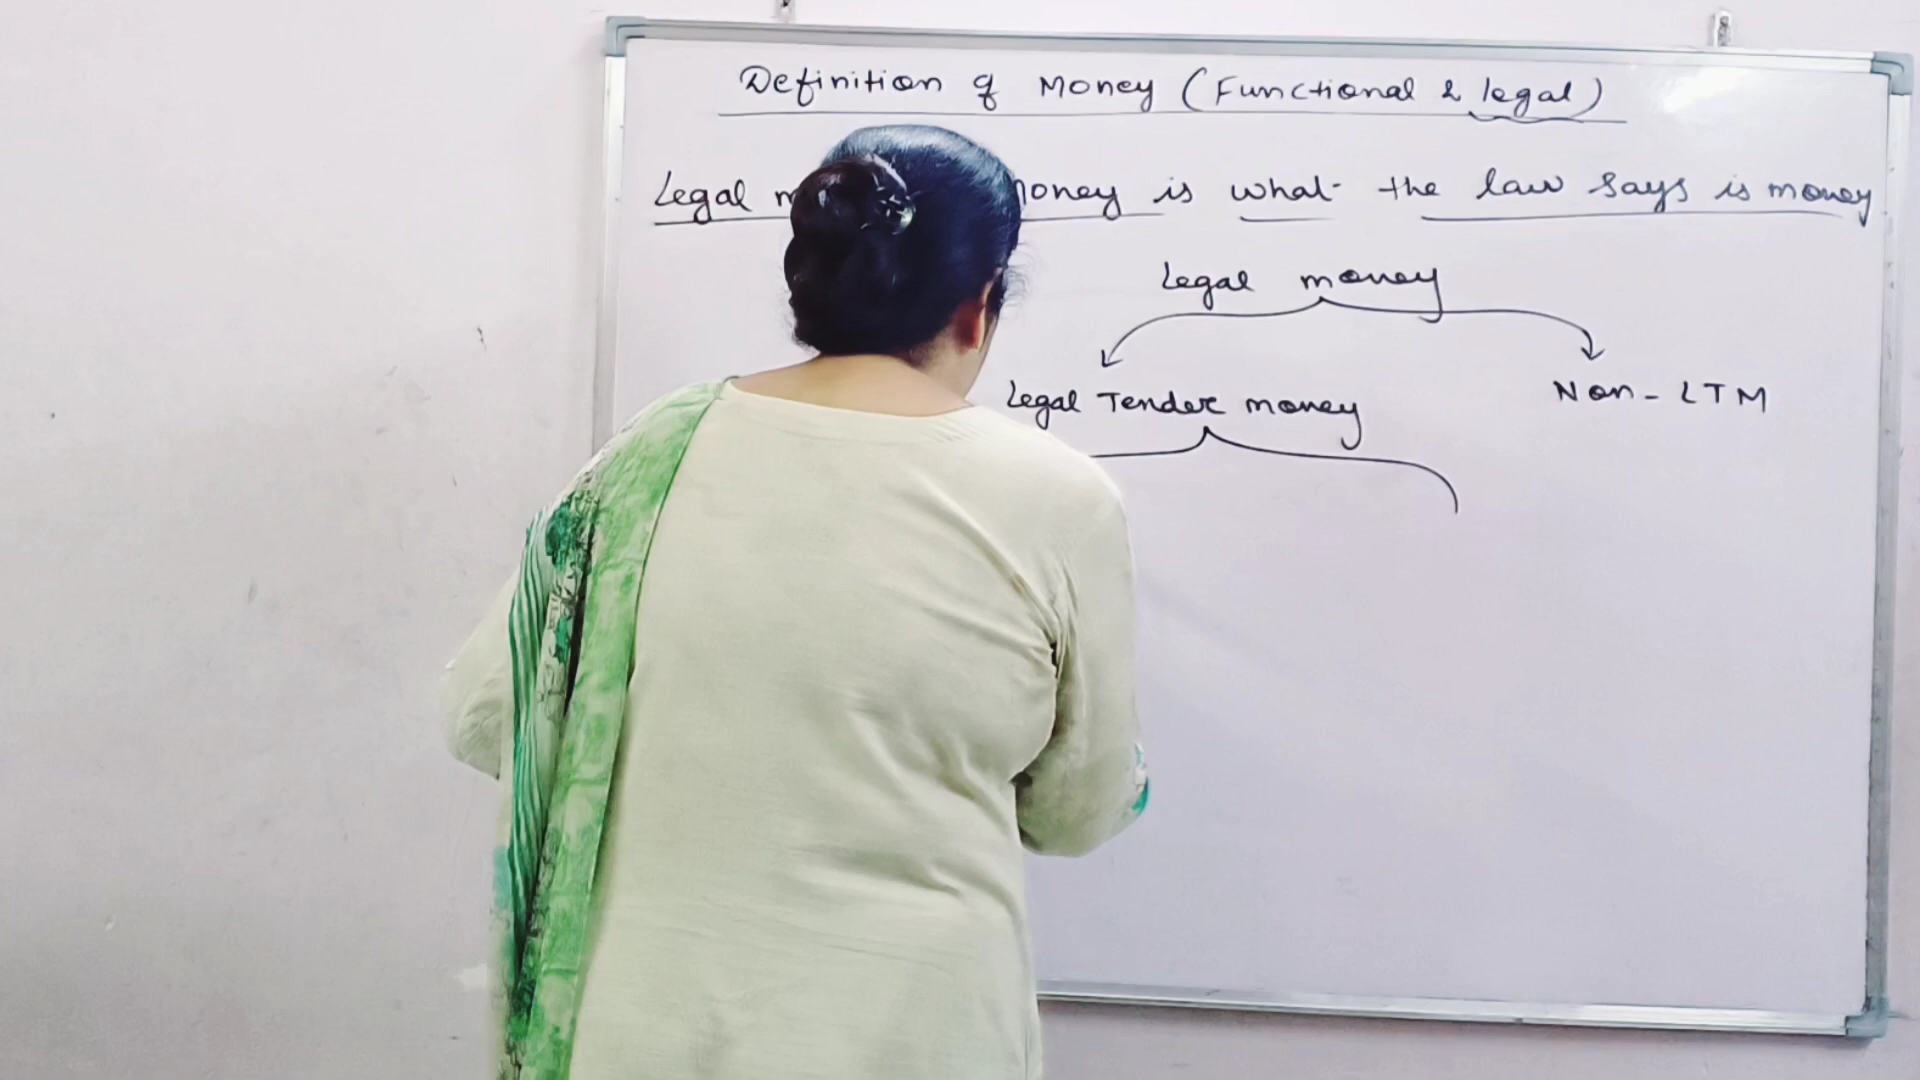 Definition of Money (Functional & legal)
Legal money is what the law says is money
Legal money
Legal Tender money Non-LTM